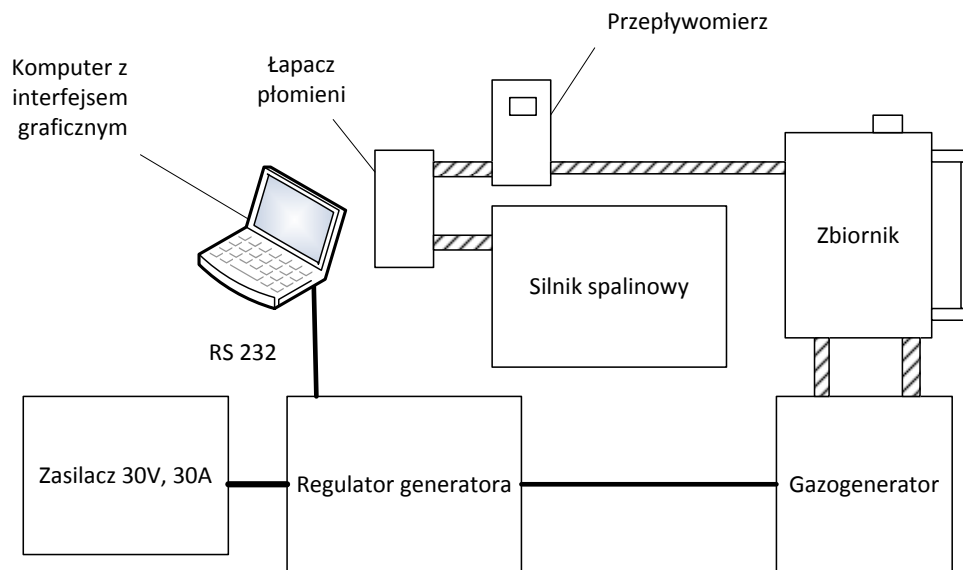 Przepływomierz
Komputer z
interfejsem
graficznym
Łapacz
płomieni
Zbiornik
Silnik spalinowy
RS 232
Zasilacz 30V, 30A
Regulator generatora
Gazogenerator